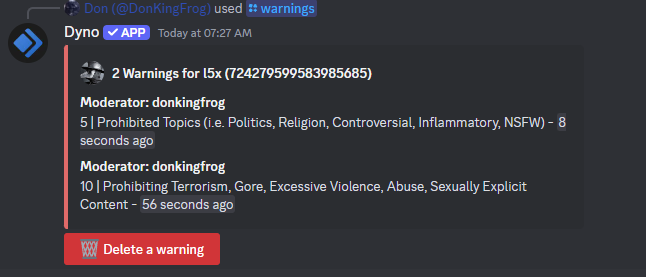 Don (@DonKingFrog) used warnings
Dyno ✓ APP Today at 07:27 AM
2 Warnings for l5x (724279599583985685)
Moderator: donkingfrog
5 | Prohibited Topics (i.e. Politics, Religion, Controversial, Inflammatory, NSFW) - 8
seconds ago
Moderator: donkingfrog
10 | Prohibiting Terrorism, Gore, Excessive Violence, Abuse, Sexually Explicit
Content - 56 seconds ago
Delete a warning